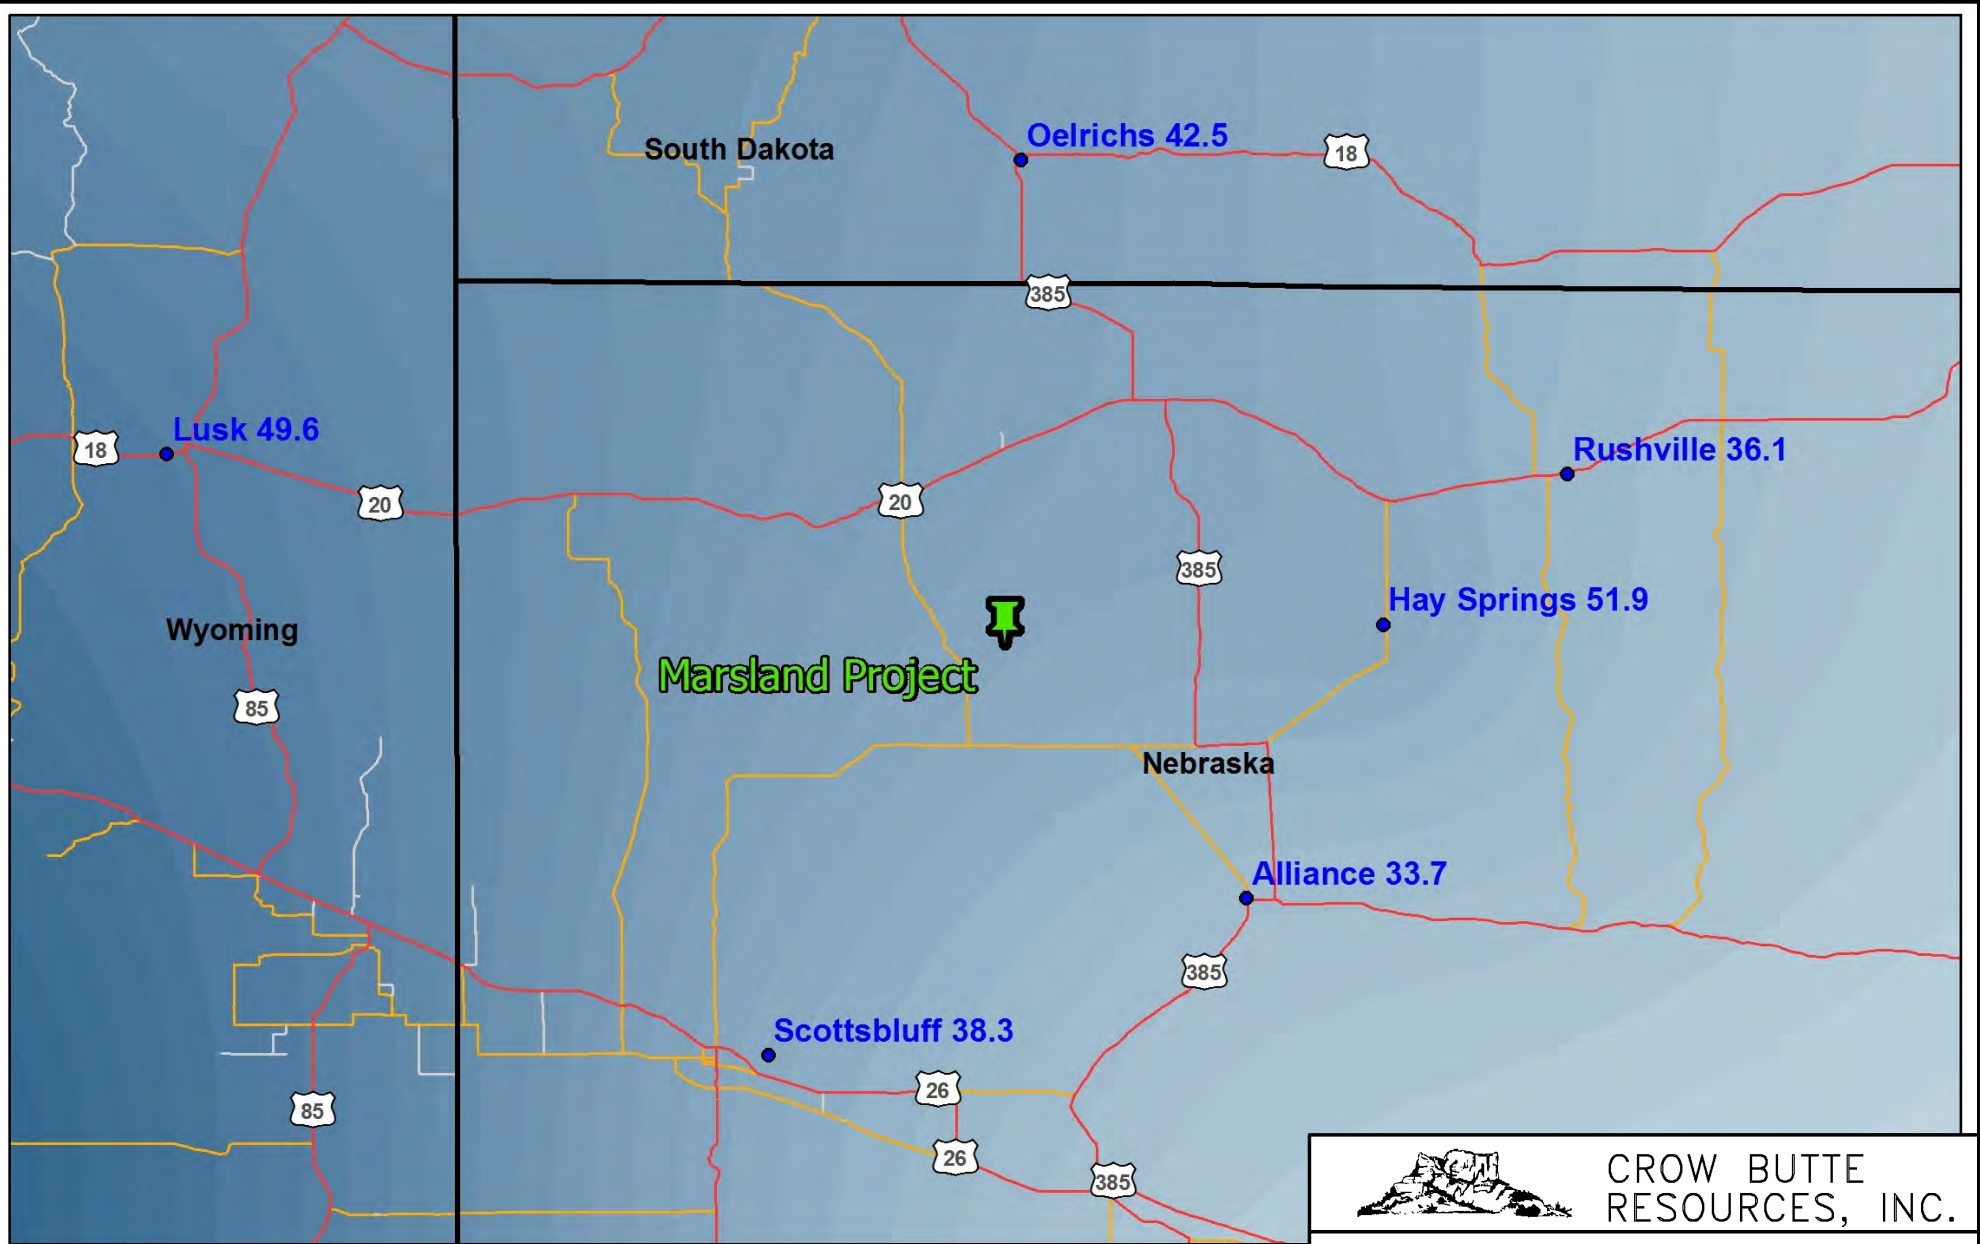 Oelrichs 42.5
South Dakota
18
385
Lusk 49.6
18
20
20
Rushville 36.1
385
Hay Springs 51.9
Wyoming
Marsland Project
85
Nebraska
Alliance 33.7
385
Scottsbluff 38.3
26
85
26
385
CROW BUTTE
RESOURCES, INC.